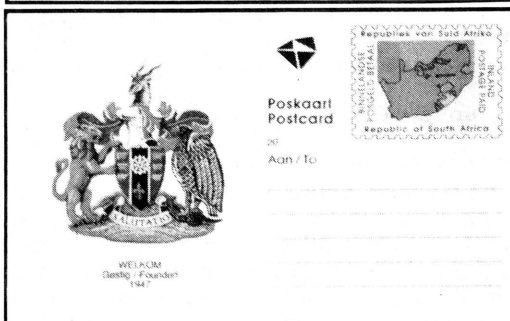 Republiek van Suid-Afrika
BINNELANDSE
POSGELD BETAAL
INLAND
POSTAGE PAID
Republic of South Africa
Poskaart
Postcard
20
Aan / To
SALUTATIO
WELKOM
Gestig / Founded
1947